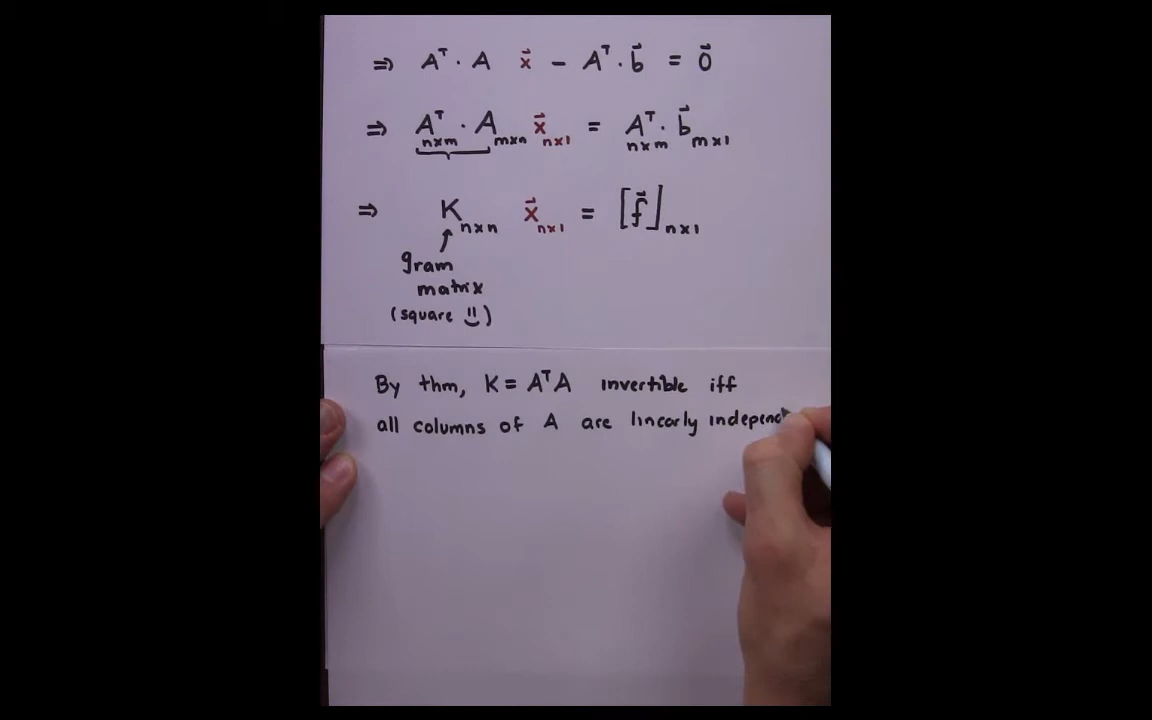 ⇒ Aᵀ · A x⃗ − Aᵀ · b⃗ = 0⃗
⇒ Aᵀ n×m · A m×n x⃗ n×1 = Aᵀ n×m · b⃗ m×1
⇒ K n×n x⃗ n×1 = [f⃗] n×1
gram
matrix
(square :))
By thm, K = AᵀA invertible iff
all columns of A are linearly independ